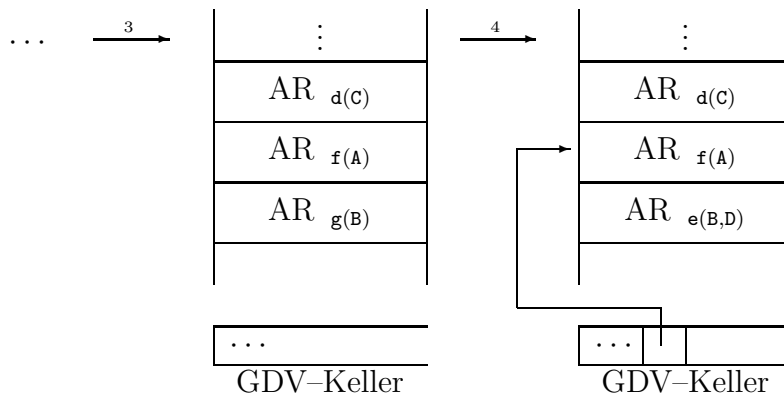 ··· 3 ⋮ 4 ⋮
AR d(C) AR d(C)
AR f(A) AR f(A)
AR g(B) AR e(B,D)
··· ···
GDV–Keller GDV–Keller